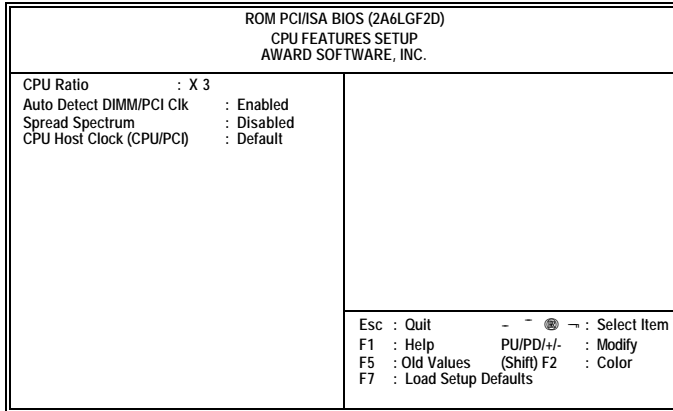 ROM PCI/ISA BIOS (2A6LGF2D)
CPU FEATURES SETUP
AWARD SOFTWARE, INC.
CPU Ratio : X 3
Auto Detect DIMM/PCI Clk : Enabled
Spread Spectrum : Disabled
CPU Host Clock (CPU/PCI) : Default
Esc : Quit - ¯ ® ¬ : Select Item
F1 : Help PU/PD/+/- : Modify
F5 : Old Values (Shift) F2 : Color
F7 : Load Setup Defaults